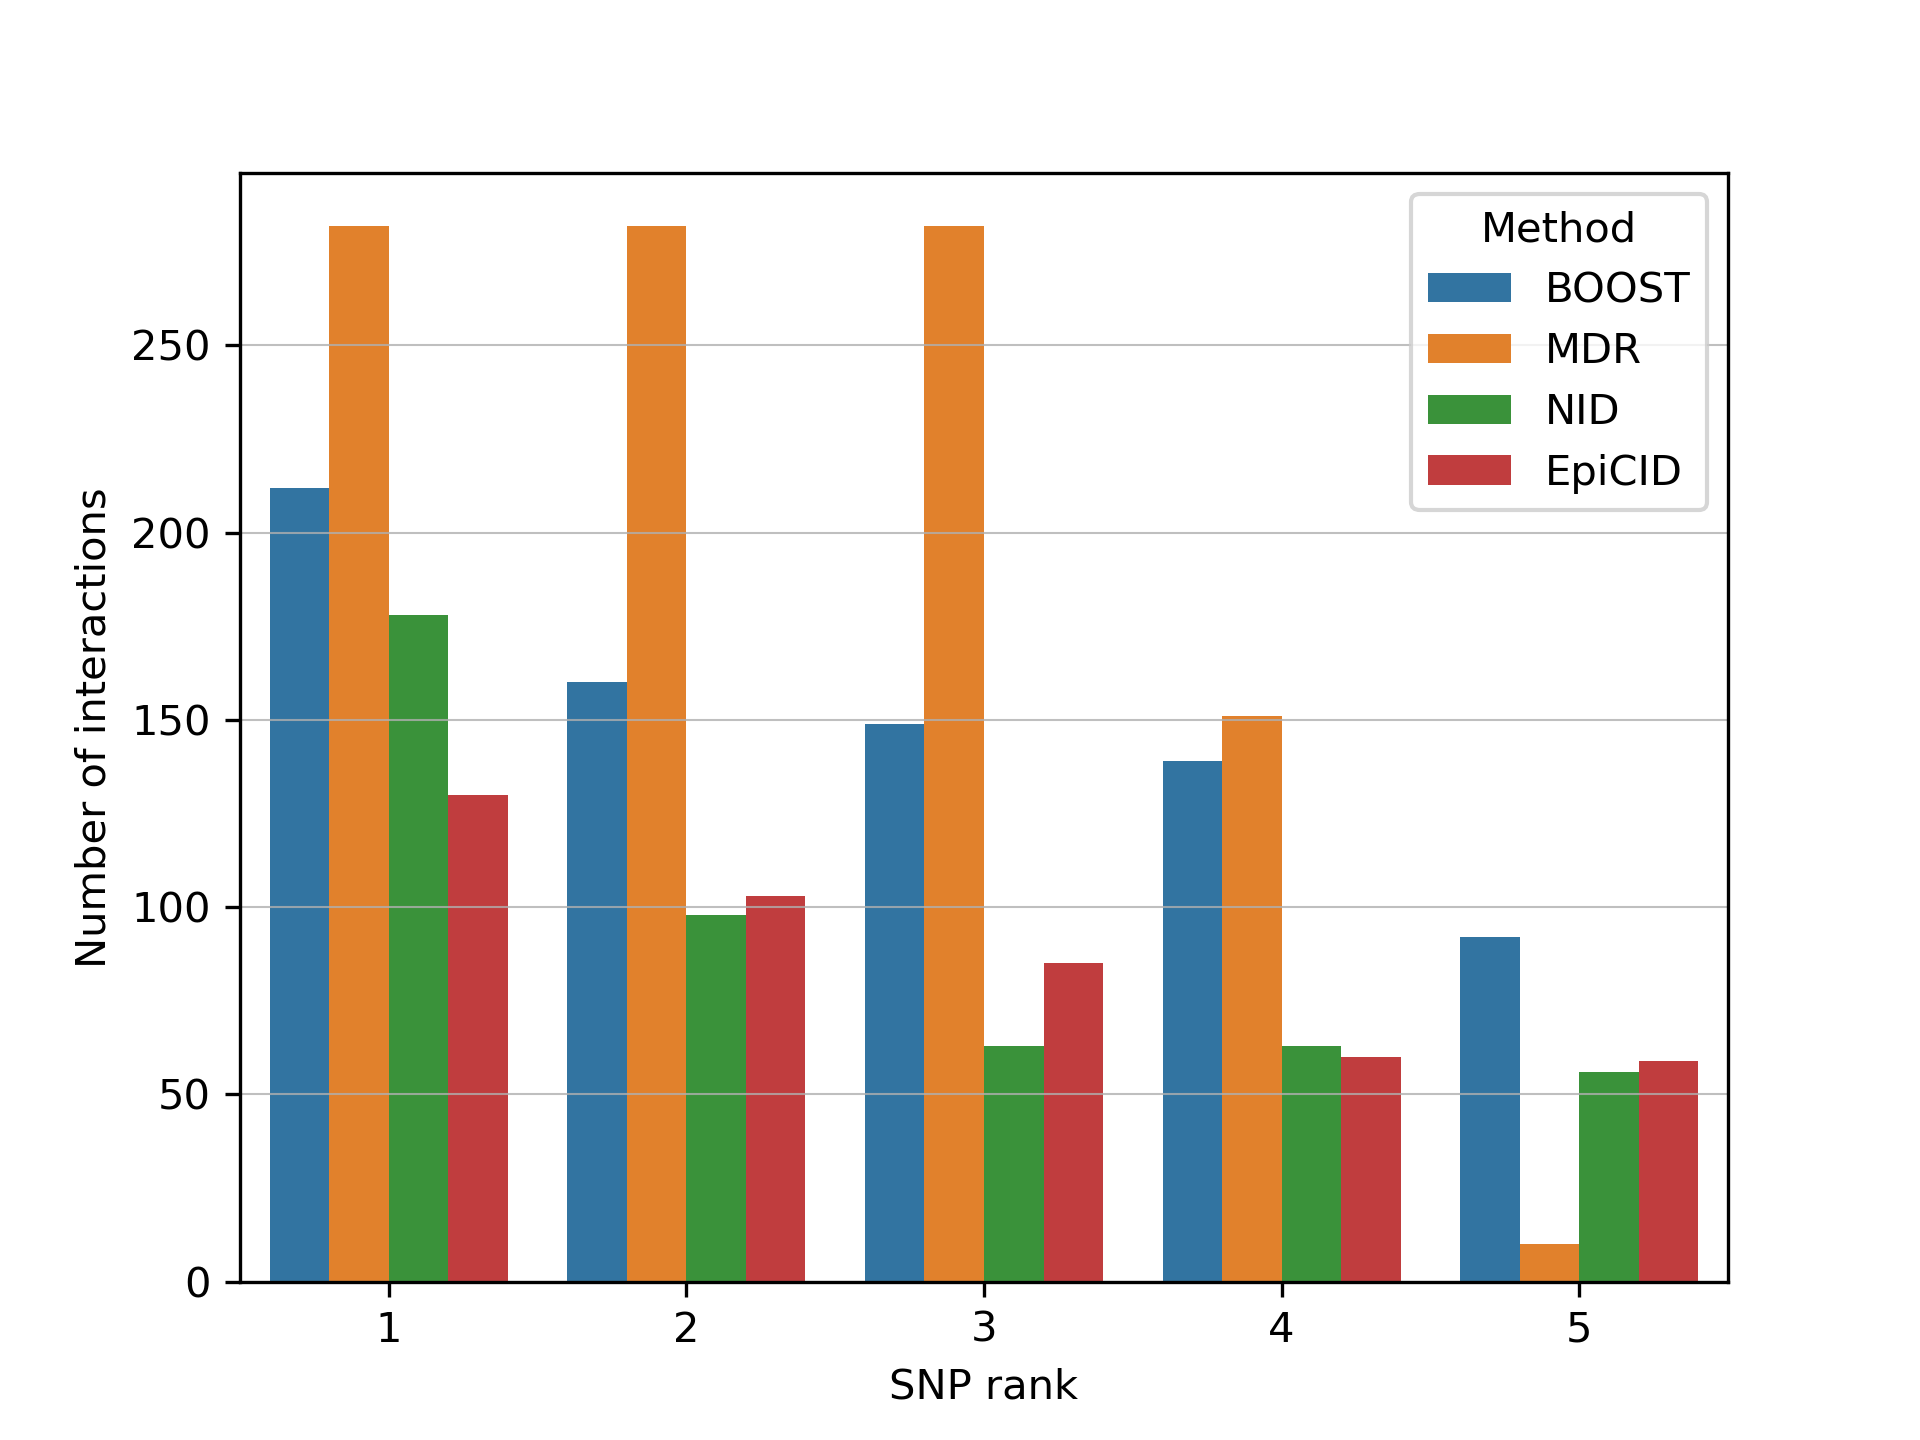 Method
BOOST
MDR
NID
EpiCID
250
200
150
100
50
0
Number of interactions
1 2 3 4 5
SNP rank